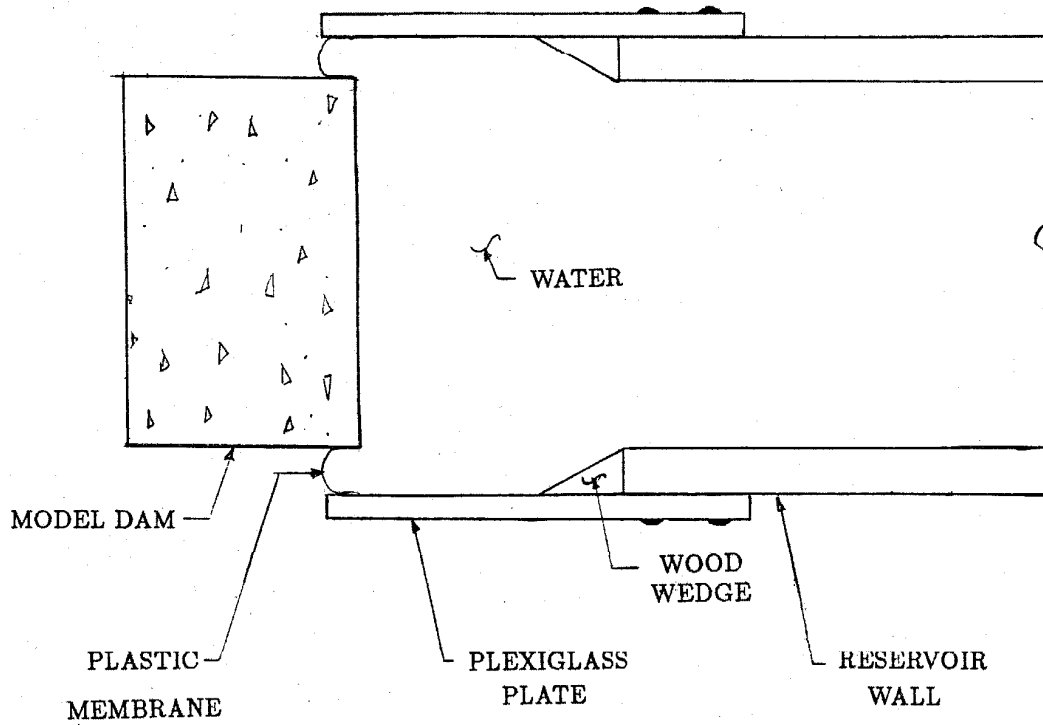 WATER
MODEL DAM
WOOD
WEDGE
PLASTIC
MEMBRANE
PLEXIGLASS
PLATE
RESERVOIR
WALL